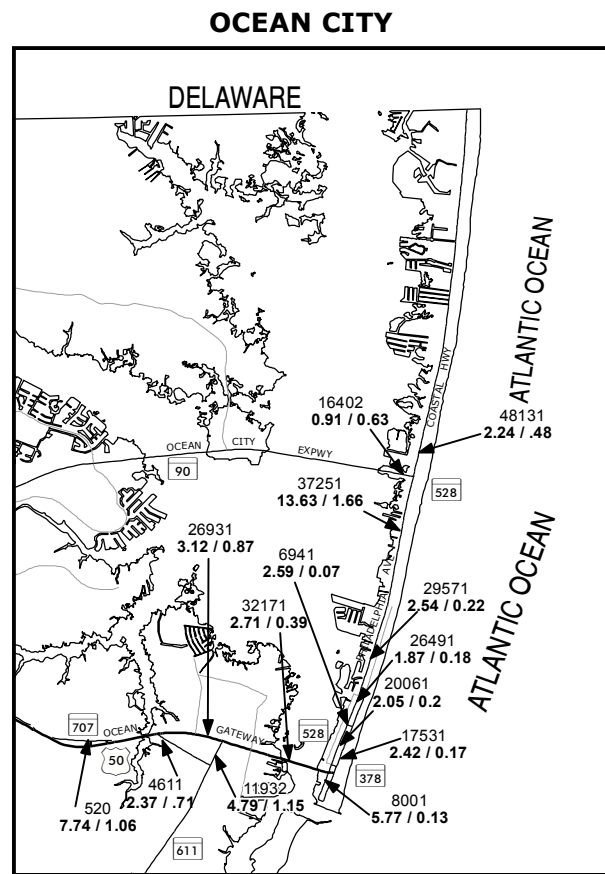 OCEAN CITY
DELAWARE
ATLANTIC OCEAN
COASTAL HWY
16402
0.91 / 0.63
48131
2.24 / .48
OCEAN CITY EXPWY
90
528
37251
13.63 / 1.66
26931
3.12 / 0.87
6941
2.59 / 0.07
PHILADELPHIA AVE
ATLANTIC OCEAN
29571
2.54 / 0.22
32171
2.71 / 0.39
26491
1.87 / 0.18
20061
2.05 / 0.2
707
OCEAN GATEWAY
528
17531
2.42 / 0.17
50
378
4611
2.37 / .71
11932
4.79 / 1.15
8001
5.77 / 0.13
520
7.74 / 1.06
611